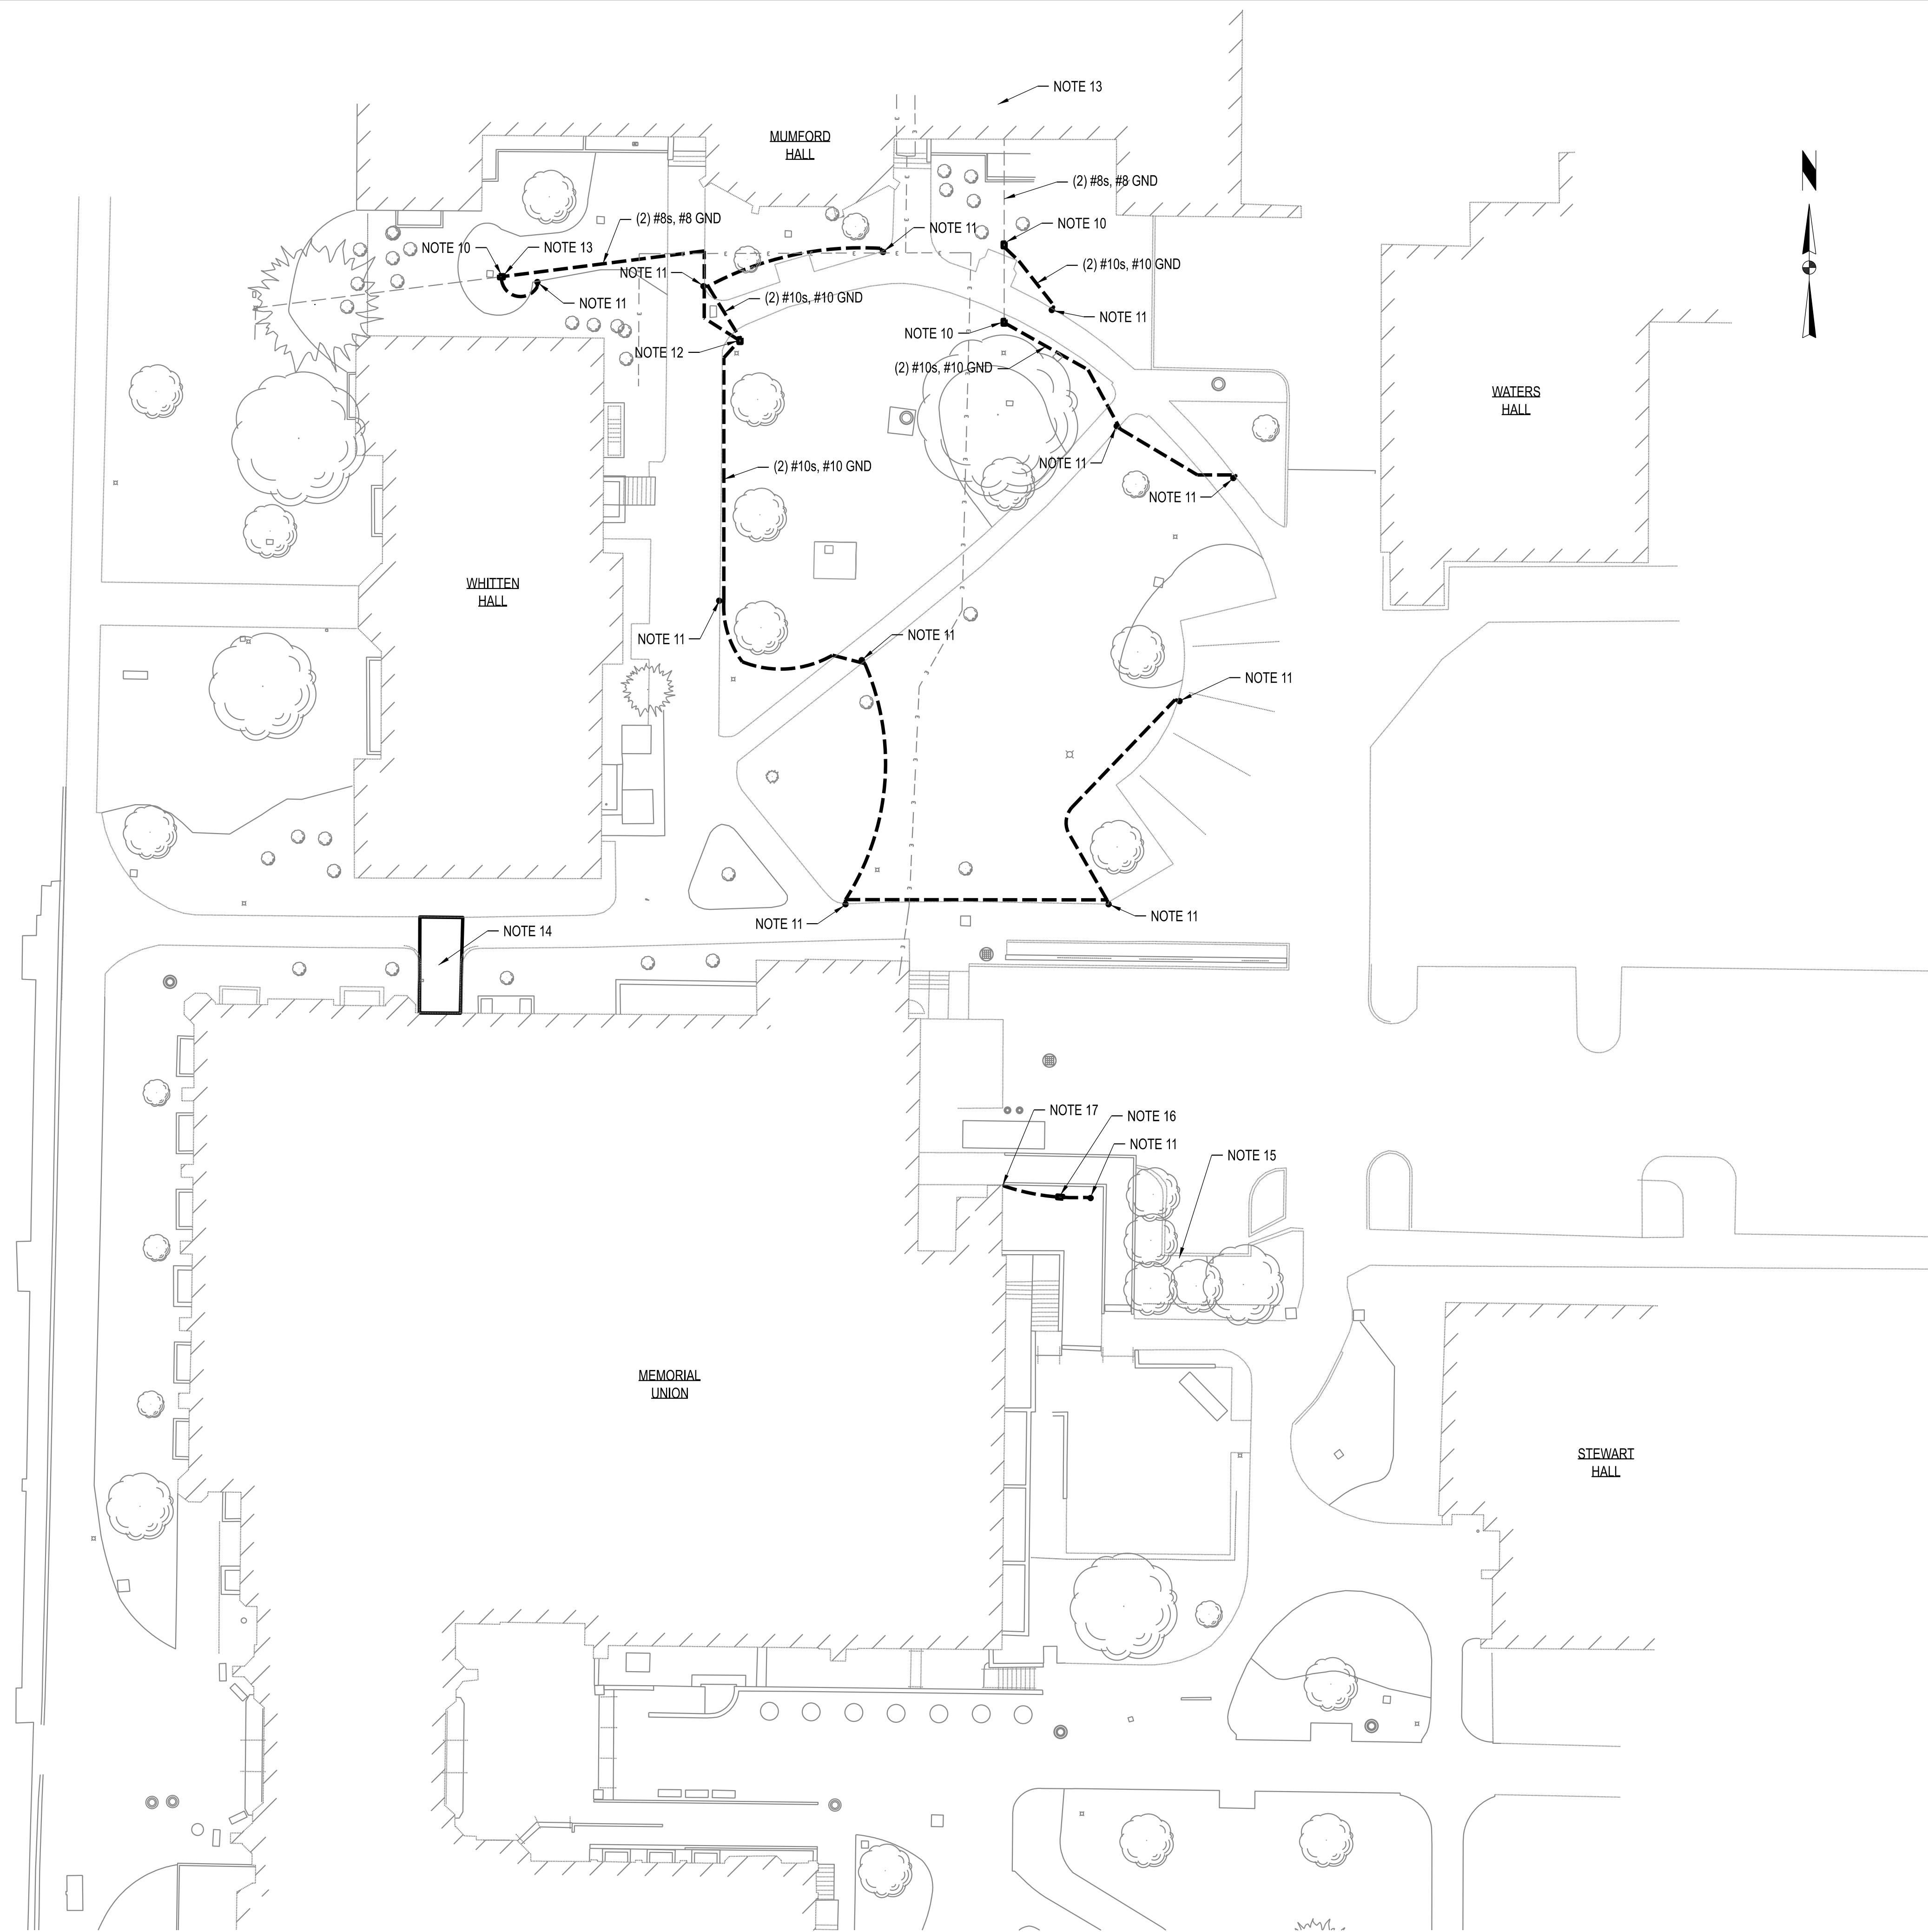 NOTE 13
MUMFORD
HALL
(2) #8s, #8 GND
(2) #8s, #8 GND
NOTE 10
NOTE 11
NOTE 10
NOTE 13
(2) #10s, #10 GND
NOTE 11
NOTE 11
(2) #10s, #10 GND
NOTE 11
NOTE 10
NOTE 12
(2) #10s, #10 GND
WATERS
HALL
(2) #10s, #10 GND
NOTE 11
NOTE 11
WHITTEN
HALL
NOTE 11
NOTE 11
NOTE 11
NOTE 11
NOTE 11
NOTE 14
NOTE 17
NOTE 16
NOTE 11
NOTE 15
MEMORIAL
UNION
STEWART
HALL